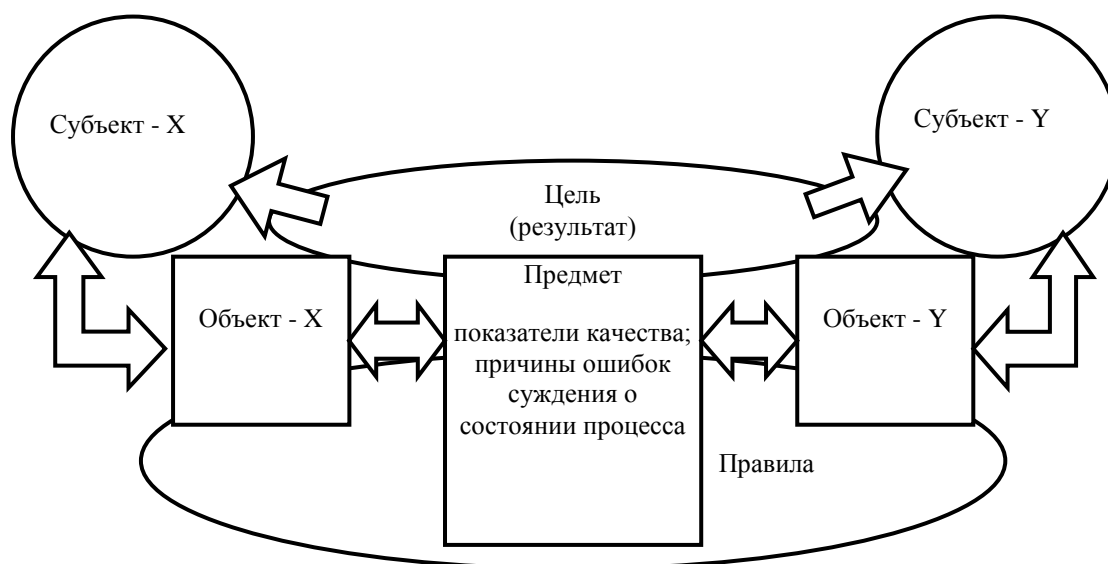 Субъект - X
Субъект - Y
Цель
(результат)
Предмет
Объект - X
Объект - Y
показатели качества;
причины ошибок
суждения о
состоянии процесса
Правила